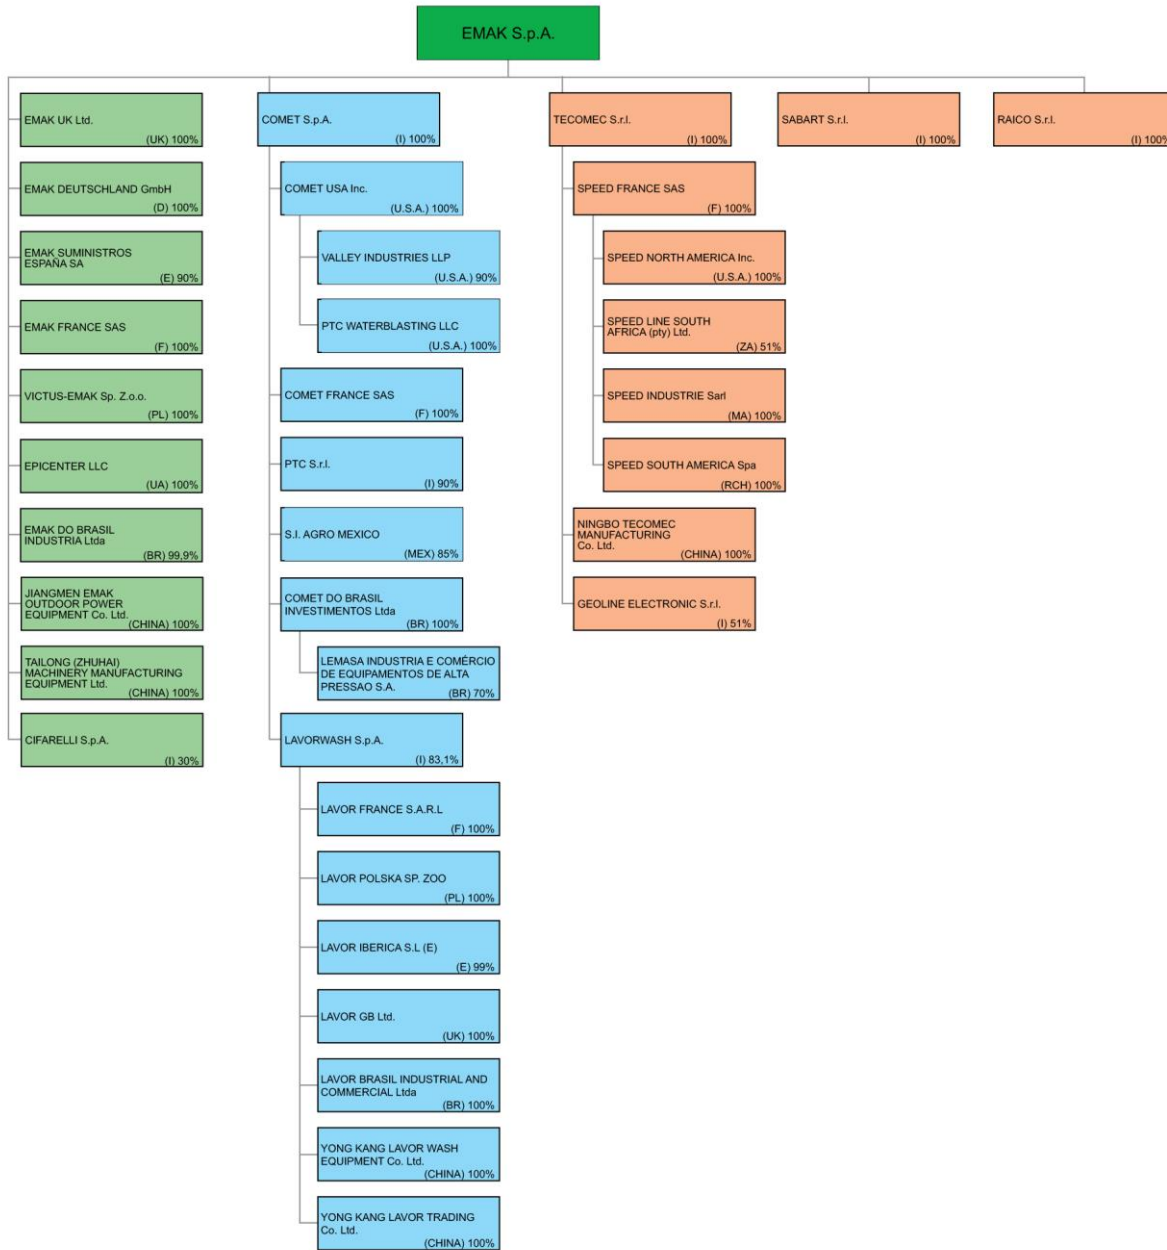 EMAK S.p.A.
EMAK UK Ltd.
(UK) 100%
EMAK DEUTSCHLAND GmbH
(D) 100%
EMAK SUMINISTROS
ESPAÑA SA
(E) 90%
EMAK FRANCE SAS
(F) 100%
VICTUS-EMAK Sp. Z.o.o.
(PL) 100%
EPICENTER LLC
(UA) 100%
EMAK DO BRASIL
INDUSTRIA Ltda
(BR) 99,9%
JIANGMEN EMAK
OUTDOOR POWER
EQUIPMENT Co. Ltd.
(CHINA) 100%
TAILONG (ZHUHAI)
MACHINERY MANUFACTURING
EQUIPMENT Ltd.
(CHINA) 100%
CIFARELLI S.p.A.
(I) 30%
COMET S.p.A.
(I) 100%
COMET USA Inc.
(U.S.A.) 100%
VALLEY INDUSTRIES LLP
(U.S.A.) 90%
PTC WATERBLASTING LLC
(U.S.A.) 100%
COMET FRANCE SAS
(F) 100%
PTC S.r.l.
(I) 90%
S.I. AGRO MEXICO
(MEX) 85%
COMET DO BRASIL
INVESTIMENTOS Ltda
(BR) 100%
LEMASA INDUSTRIA E COMÉRCIO
DE EQUIPAMENTOS DE ALTA
PRESSAO S.A.
(BR) 70%
LAVORWASH S.p.A.
(I) 83,1%
LAVOR FRANCE S.A.R.L
(F) 100%
LAVOR POLSKA SP. ZOO
(PL) 100%
LAVOR IBERICA S.L (E)
(E) 99%
LAVOR GB Ltd.
(UK) 100%
LAVOR BRASIL INDUSTRIAL AND
COMMERCIAL Ltda
(BR) 100%
YONG KANG LAVOR WASH
EQUIPMENT Co. Ltd.
(CHINA) 100%
YONG KANG LAVOR TRADING
Co. Ltd.
(CHINA) 100%
TECOMEC S.r.l.
(I) 100%
SPEED FRANCE SAS
(F) 100%
SPEED NORTH AMERICA Inc.
(U.S.A.) 100%
SPEED LINE SOUTH
AFRICA (pty) Ltd.
(ZA) 51%
SPEED INDUSTRIE Sarl
(MA) 100%
SPEED SOUTH AMERICA Spa
(RCH) 100%
NINGBO TECOMEC
MANUFACTURING
Co. Ltd.
(CHINA) 100%
GEOLINE ELECTRONIC S.r.l.
(I) 51%
SABART S.r.l.
(I) 100%
RAICO S.r.l.
(I) 100%